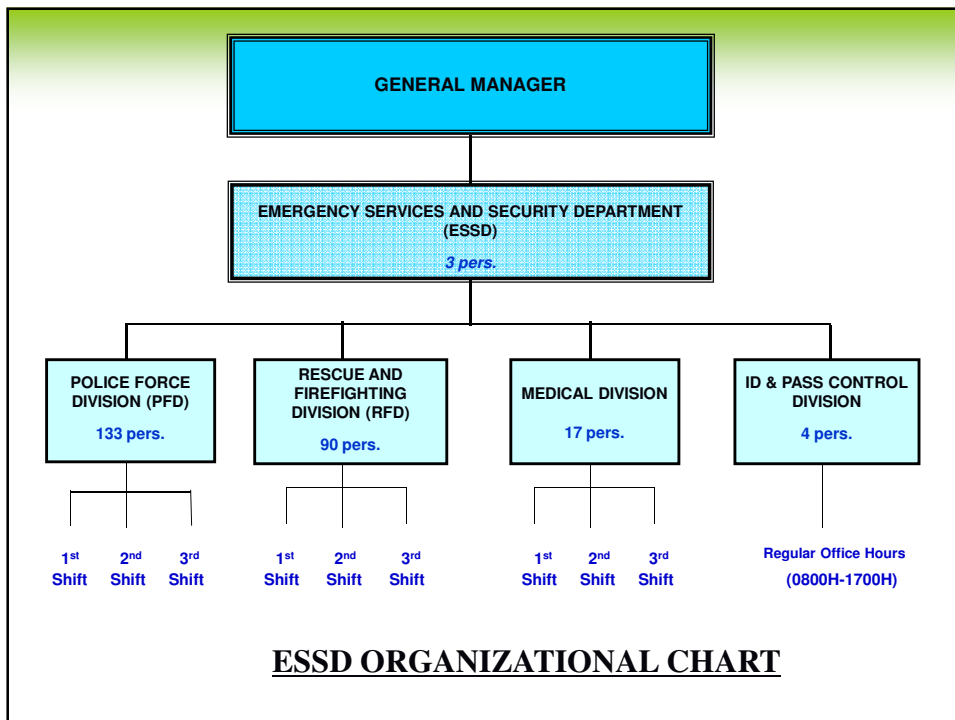 GENERAL MANAGER
EMERGENCY SERVICES AND SECURITY DEPARTMENT
(ESSD)
3 pers.
POLICE FORCE
DIVISION (PFD)
133 pers.
RESCUE AND
FIREFIGHTING
DIVISION (RFD)
90 pers.
MEDICAL DIVISION
17 pers.
ID & PASS CONTROL
DIVISION
4 pers.
1st
Shift
2nd
Shift
3rd
Shift
1st
Shift
2nd
Shift
3rd
Shift
1st
Shift
2nd
Shift
3rd
Shift
Regular Office Hours
(0800H-1700H)
ESSD ORGANIZATIONAL CHART